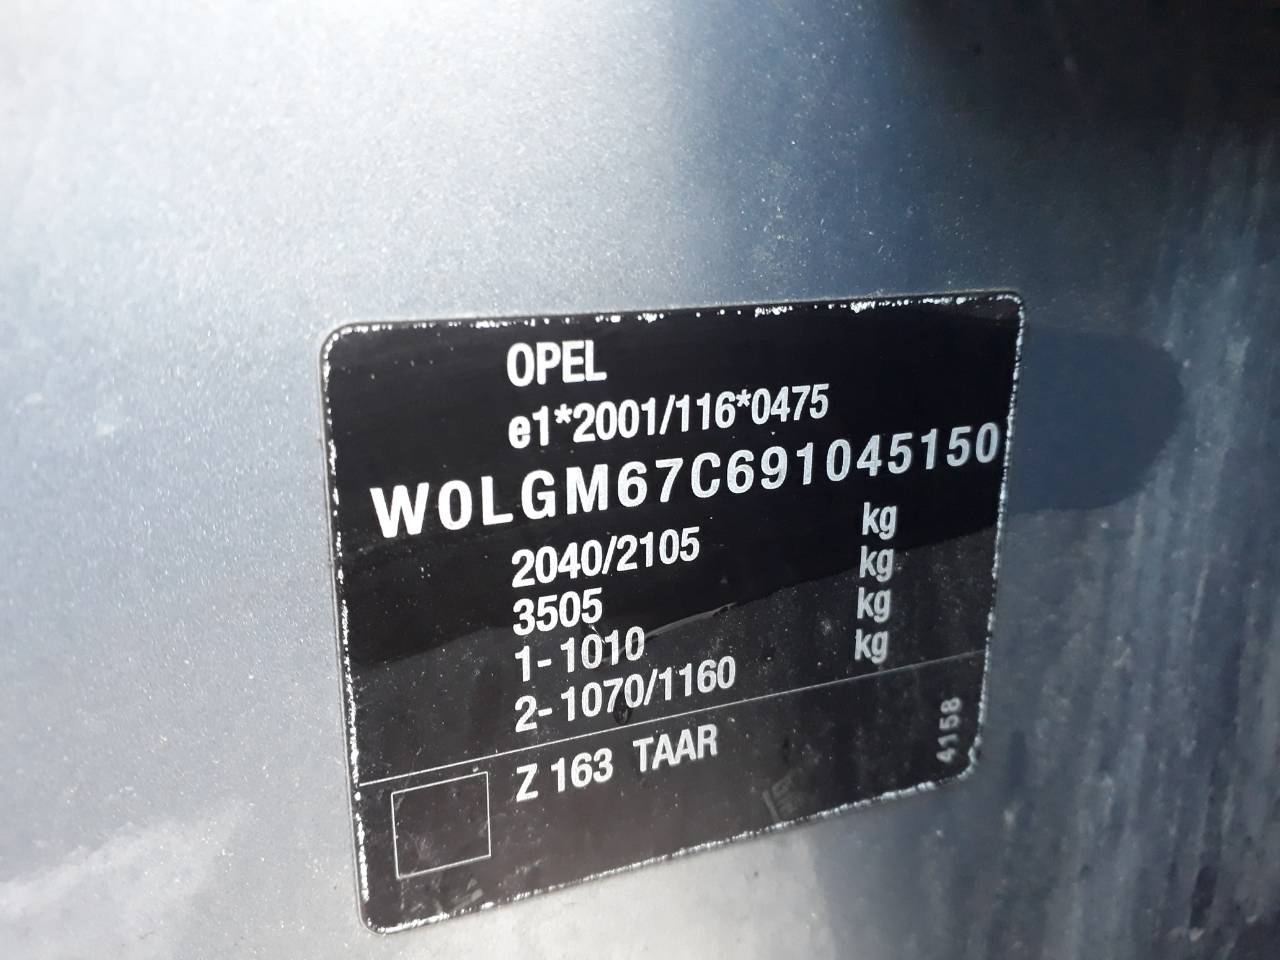 OPEL
e1*2001/116*0475
W0LGM67C691045150
2040/2105 kg
3505 kg
1-1010 kg
2-1070/1160 kg
Z 163 TAAR
4158